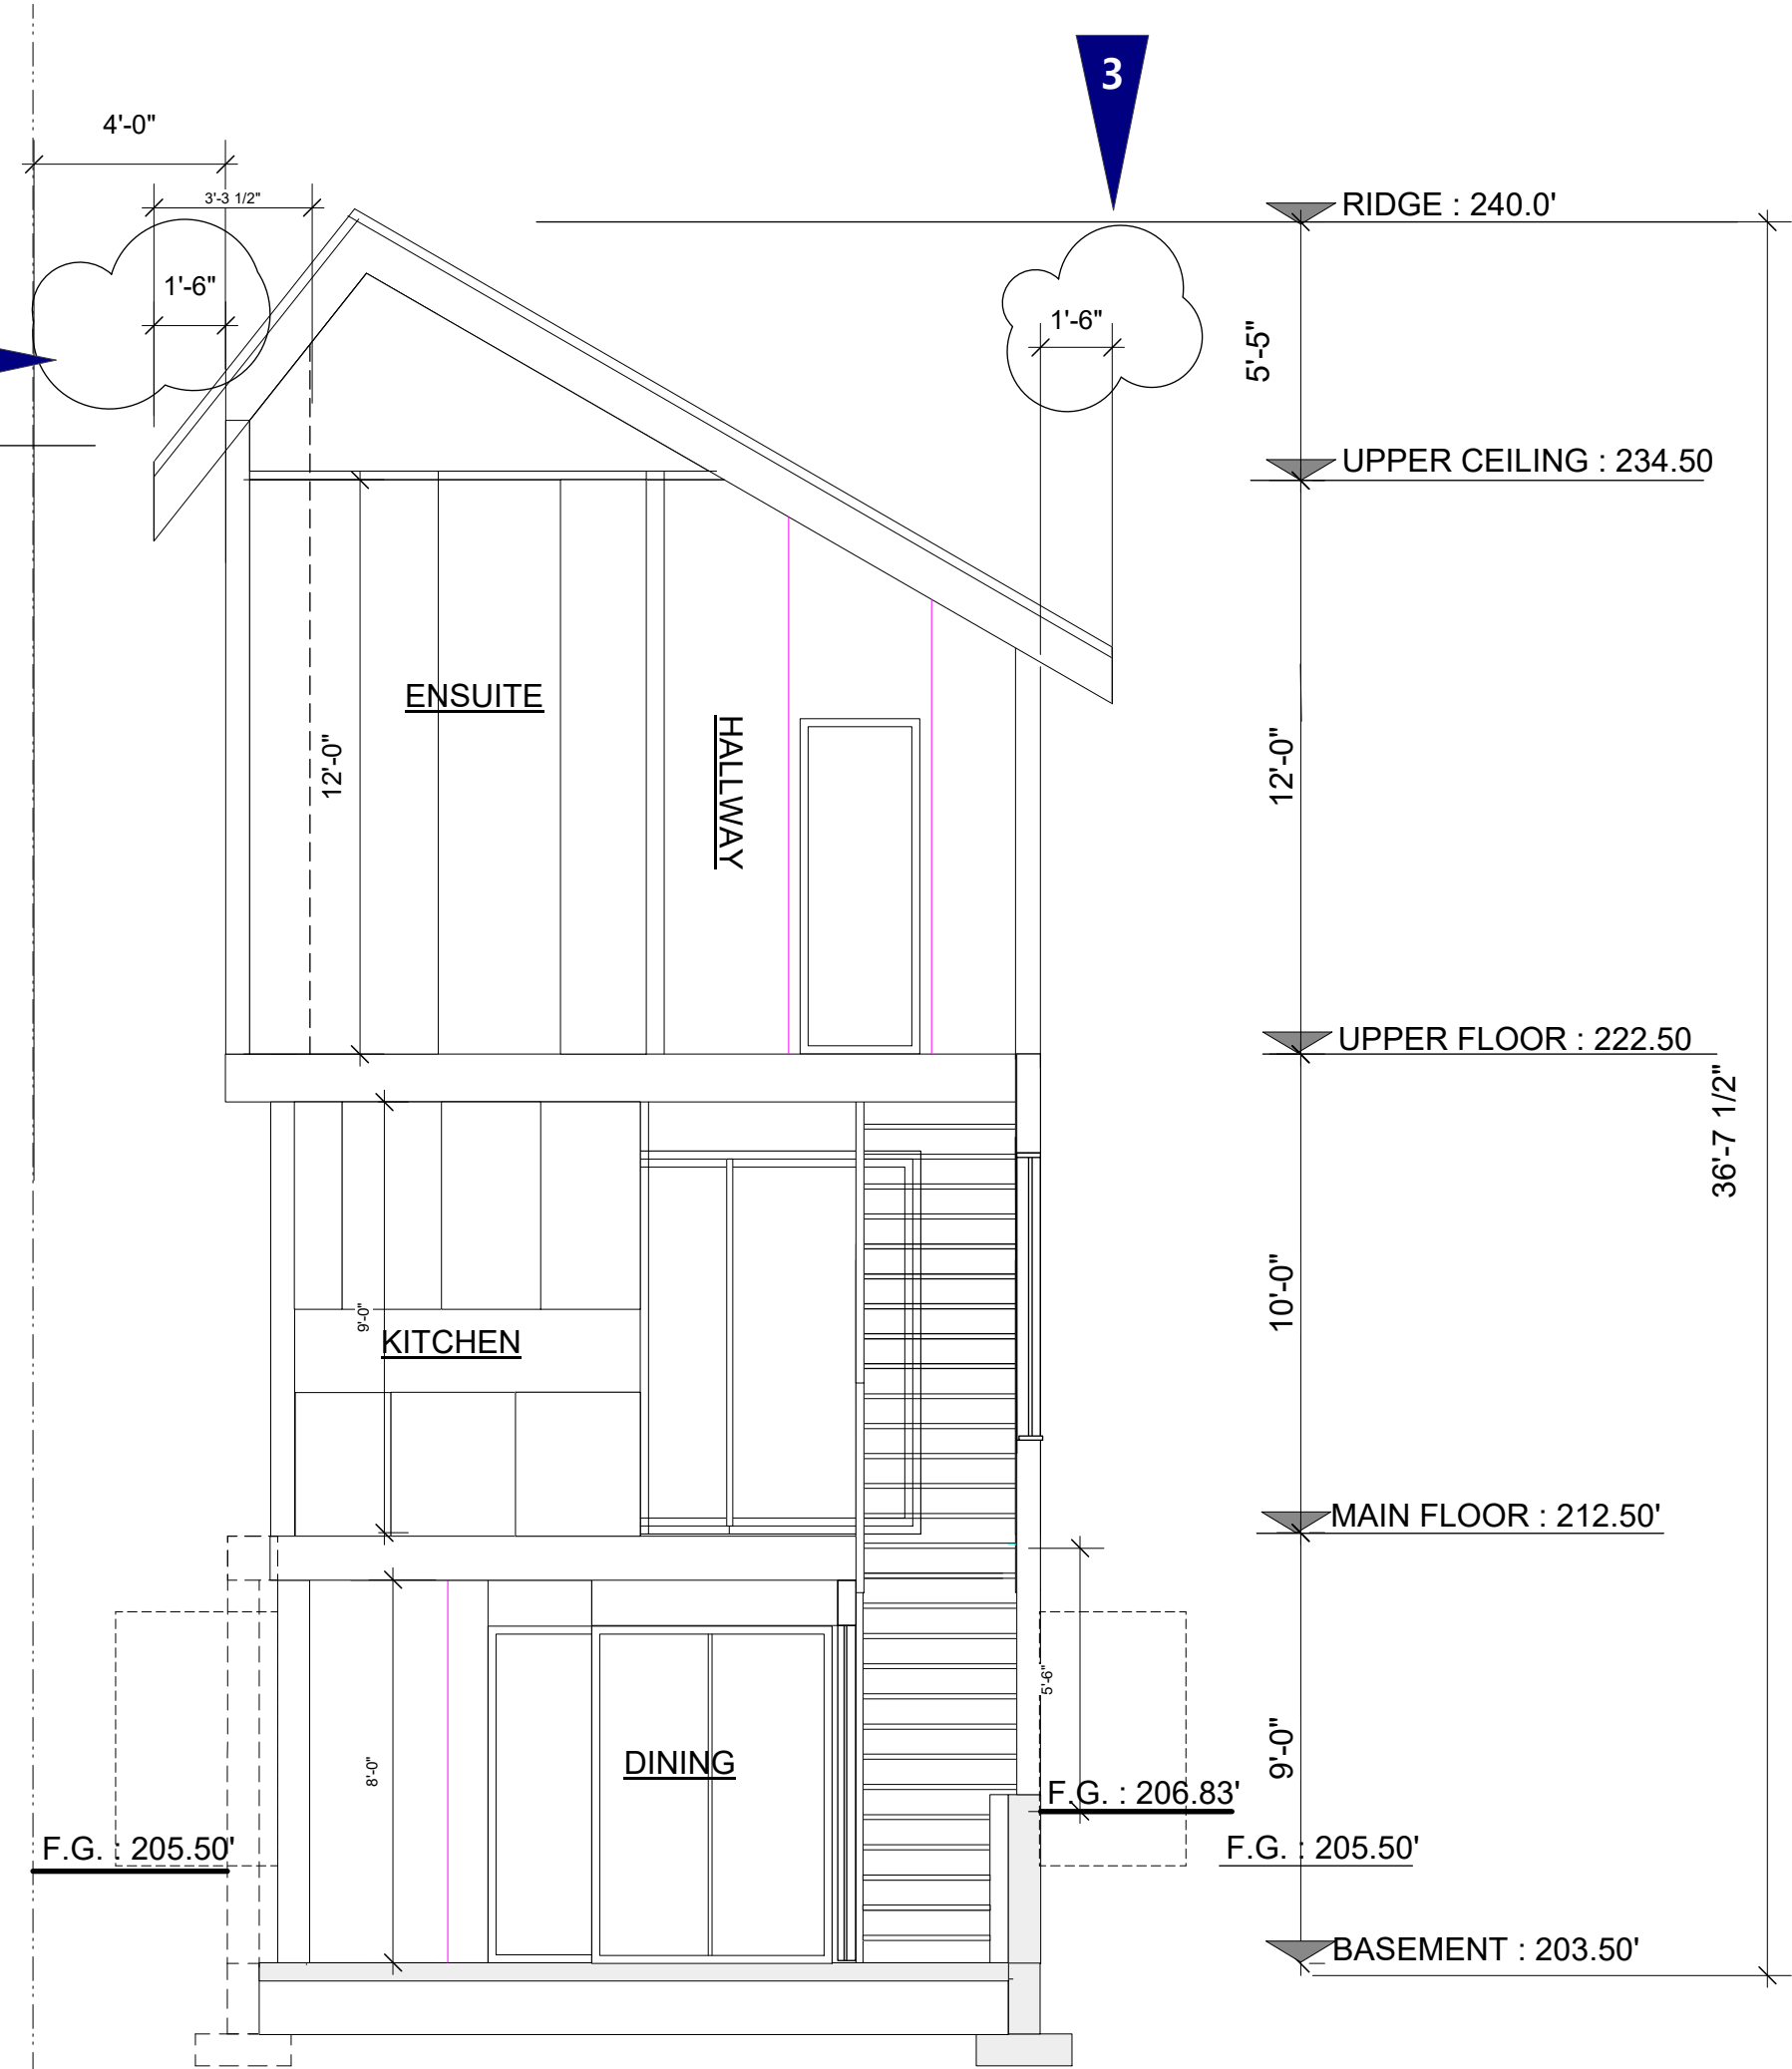 3
4'-0"
3'-3 1/2"
RIDGE : 240.0'
1'-6"
1'-6"
5'-5"
UPPER CEILING : 234.50
ENSUITE
HALLWAY
12'-0"
12'-0"
UPPER FLOOR : 222.50
36'-7 1/2"
9'-0"
KITCHEN
10'-0"
MAIN FLOOR : 212.50'
5'-6"
8'-0"
DINING
9'-0"
F.G. : 206.83'
F.G. : 205.50'
F.G. : 205.50'
BASEMENT : 203.50'